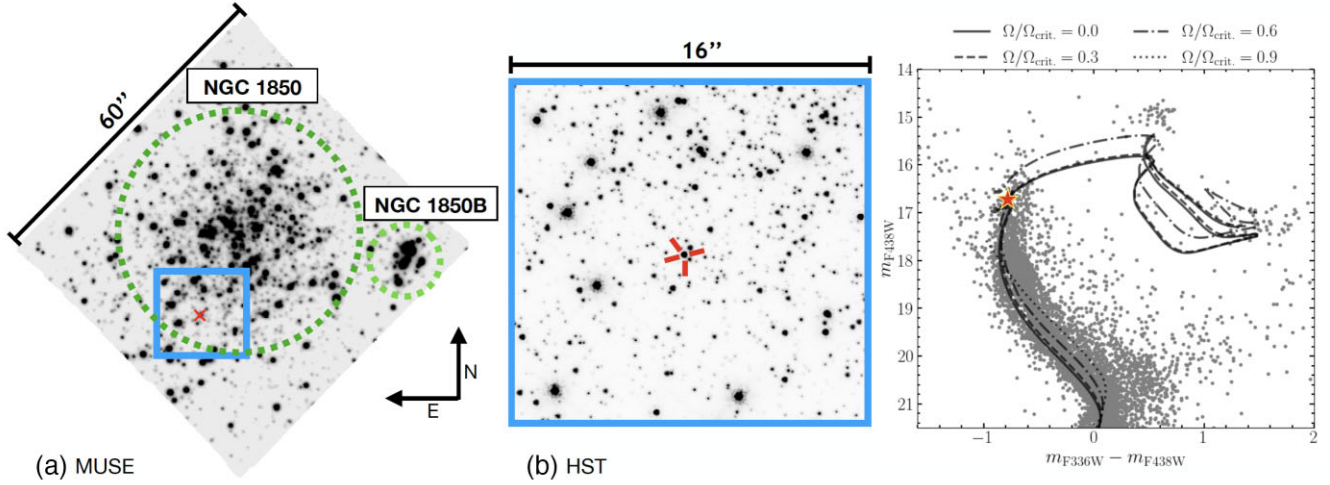 60”
NGC 1850
NGC 1850B
N
E
(a) MUSE
16”
(b) HST
Ω/Ωcrit. = 0.0
Ω/Ωcrit. = 0.3
Ω/Ωcrit. = 0.6
Ω/Ωcrit. = 0.9
14
15
16
17
18
19
20
21
mF438W
−1
0
1
2
mF336W − mF438W